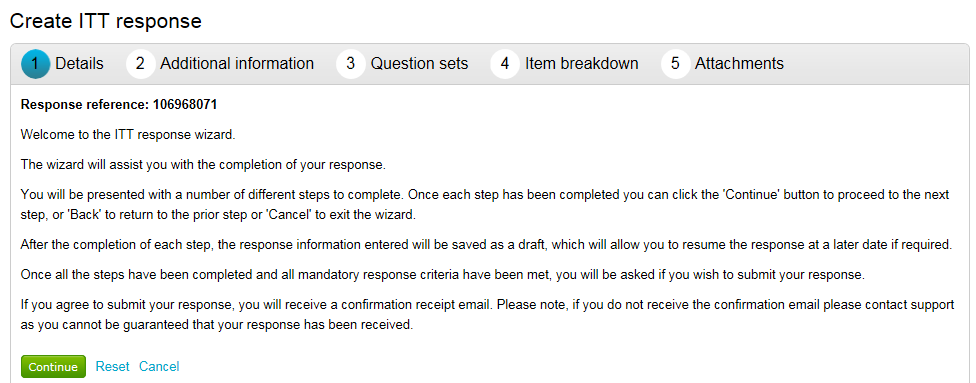 Create ITT response
1 Details 2 Additional information 3 Question sets 4 Item breakdown 5 Attachments
Response reference: 106968071
Welcome to the ITT response wizard.
The wizard will assist you with the completion of your response.
You will be presented with a number of different steps to complete. Once each step has been completed you can click the 'Continue' button to proceed to the next
step, or 'Back' to return to the prior step or 'Cancel' to exit the wizard.
After the completion of each step, the response information entered will be saved as a draft, which will allow you to resume the response at a later date if required.
Once all the steps have been completed and all mandatory response criteria have been met, you will be asked if you wish to submit your response.
If you agree to submit your response, you will receive a confirmation receipt email. Please note, if you do not receive the confirmation email please contact support
as you cannot be guaranteed that your response has been received.
Continue Reset Cancel